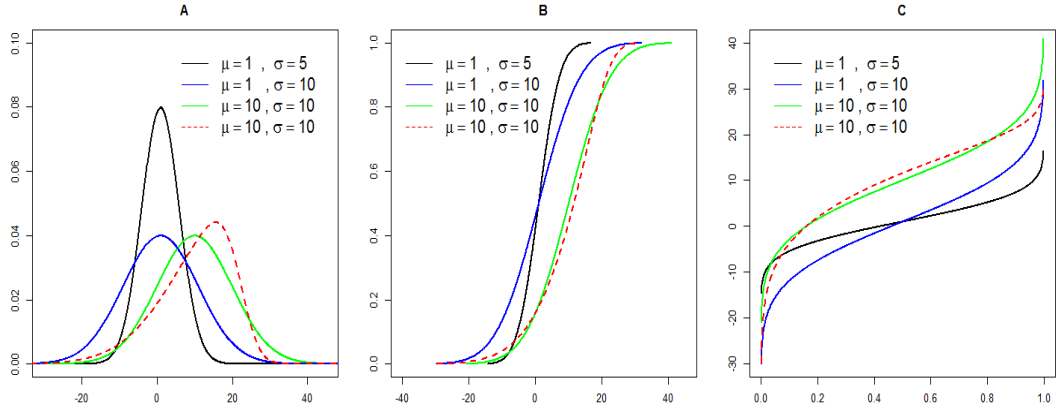 A
0.10
0.08
0.06
0.04
0.02
0.00
-20
0
20
40
μ = 1 , σ = 5
μ = 1 , σ = 10
μ = 10 , σ = 10
μ = 10 , σ = 10
B
1.0
0.8
0.6
0.4
0.2
0.0
-40
-20
0
20
40
μ = 1 , σ = 5
μ = 1 , σ = 10
μ = 10 , σ = 10
μ = 10 , σ = 10
C
40
30
20
10
0
-10
-20
-30
0.0
0.2
0.4
0.6
0.8
1.0
μ = 1 , σ = 5
μ = 1 , σ = 10
μ = 10 , σ = 10
μ = 10 , σ = 10